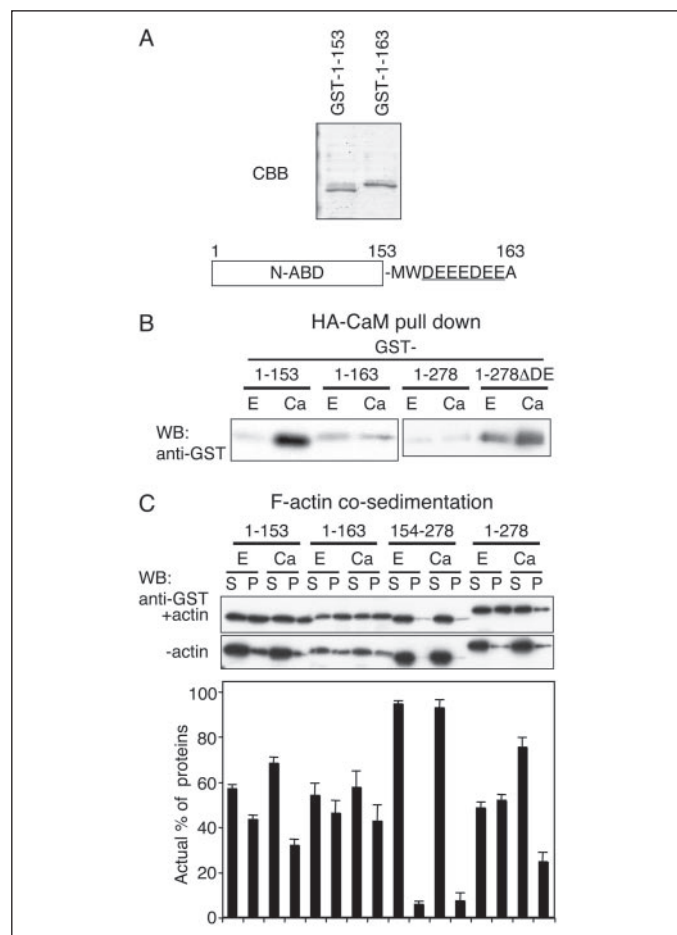 A
GST-1-153
GST-1-163
CBB
1 153 163
N-ABD -MWDEEEDEEA
B HA-CaM pull down
GST-
1-153 1-163 1-278 1-278ΔDE
E Ca E Ca E Ca E Ca
WB:
anti-GST
C F-actin co-sedimentation
1-153 1-163 154-278 1-278
E Ca E Ca E Ca E Ca
WB: S P S P S P S P S P S P S P S P
anti-GST
+actin
-actin
Actual % of proteins
100
80
60
40
20
0